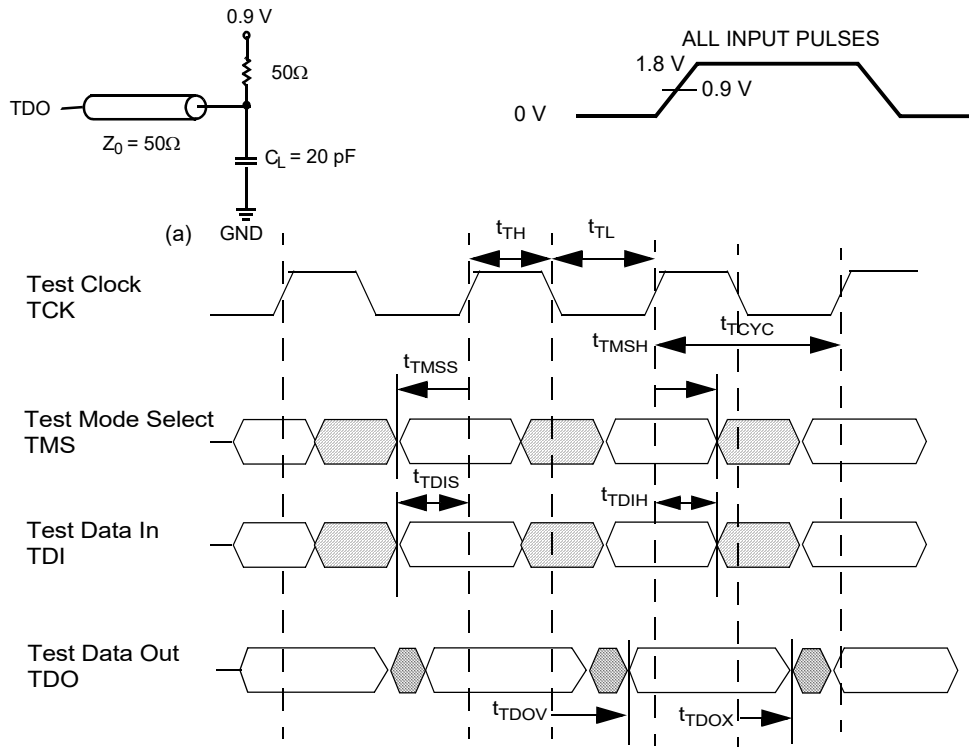 0.9 V
50Ω
TDO
Z0 = 50Ω
CL = 20 pF
(a)
GND
ALL INPUT PULSES
1.8 V
0.9 V
0 V
tTH
tTL
Test Clock
TCK
tTCYC
tTMSH
tTMSS
Test Mode Select
TMS
tTDIS
tTDIH
Test Data In
TDI
Test Data Out
TDO
tTDOV
tTDOX